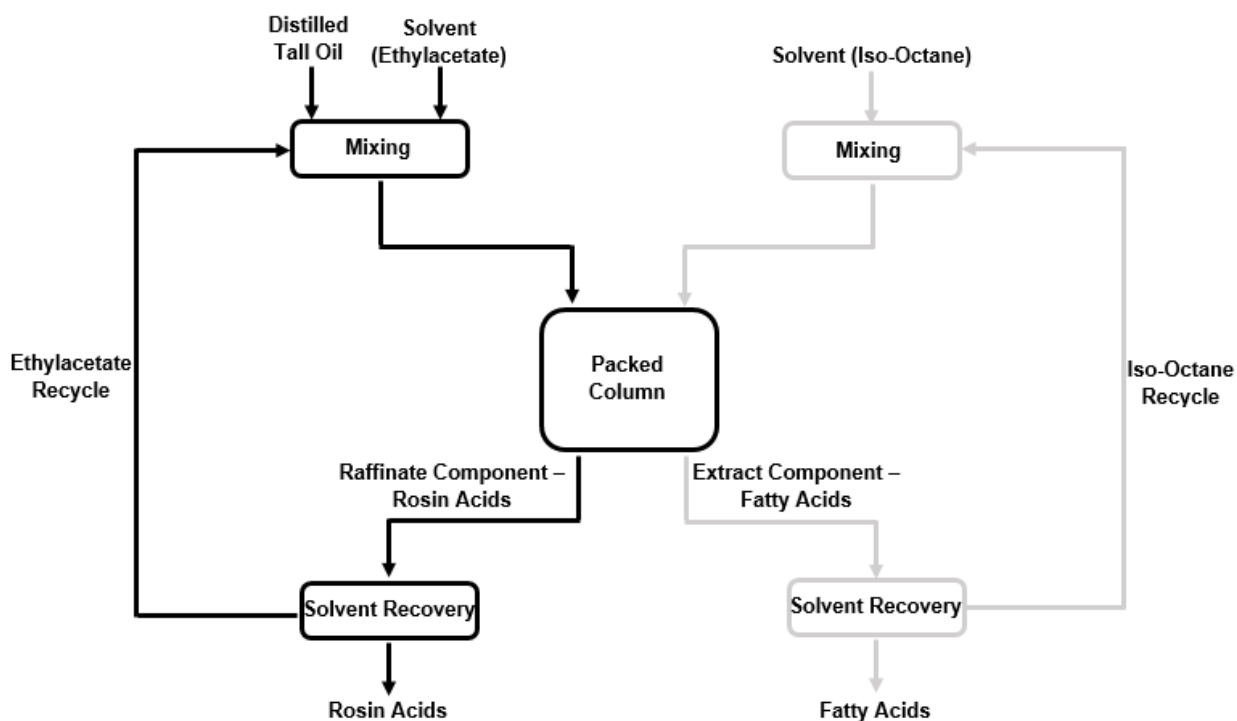 Distilled
Tall Oil
Solvent
(Ethylacetate)
Solvent (Iso-Octane)
Mixing
Mixing
Ethylacetate
Recycle
Packed
Column
Iso-Octane
Recycle
Raffinate Component –
Rosin Acids
Extract Component –
Fatty Acids
Solvent Recovery
Solvent Recovery
Rosin Acids
Fatty Acids